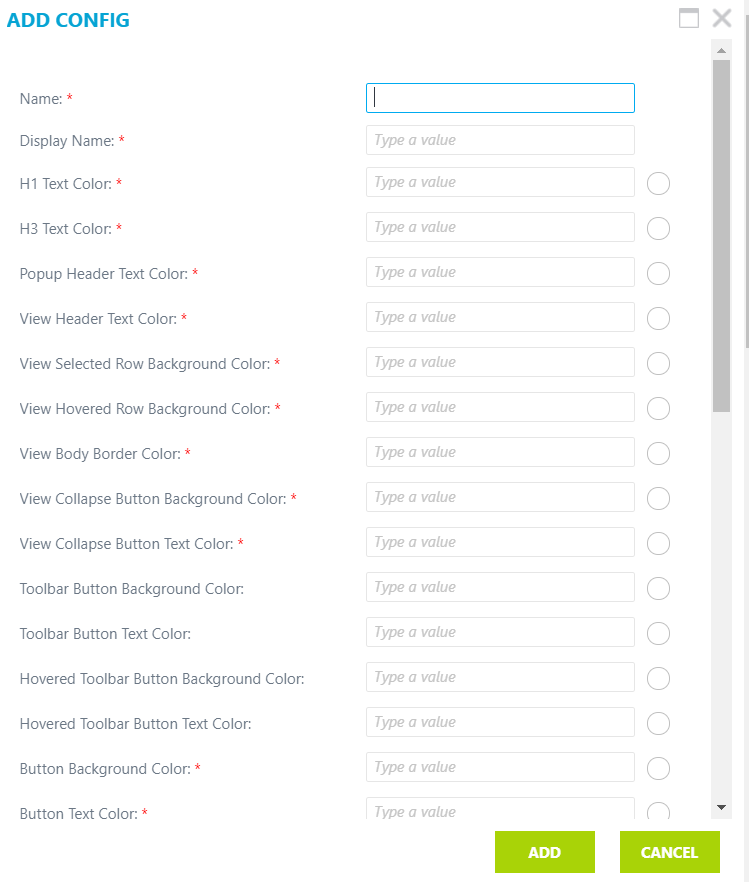 ADD CONFIG
Name: *
Display Name: * Type a value
H1 Text Color: * Type a value
H3 Text Color: * Type a value
Popup Header Text Color: * Type a value
View Header Text Color: * Type a value
View Selected Row Background Color: * Type a value
View Hovered Row Background Color: * Type a value
View Body Border Color: * Type a value
View Collapse Button Background Color: * Type a value
View Collapse Button Text Color: * Type a value
Toolbar Button Background Color: Type a value
Toolbar Button Text Color: Type a value
Hovered Toolbar Button Background Color: Type a value
Hovered Toolbar Button Text Color: Type a value
Button Background Color: * Type a value
Button Text Color: * Type a value
ADD CANCEL